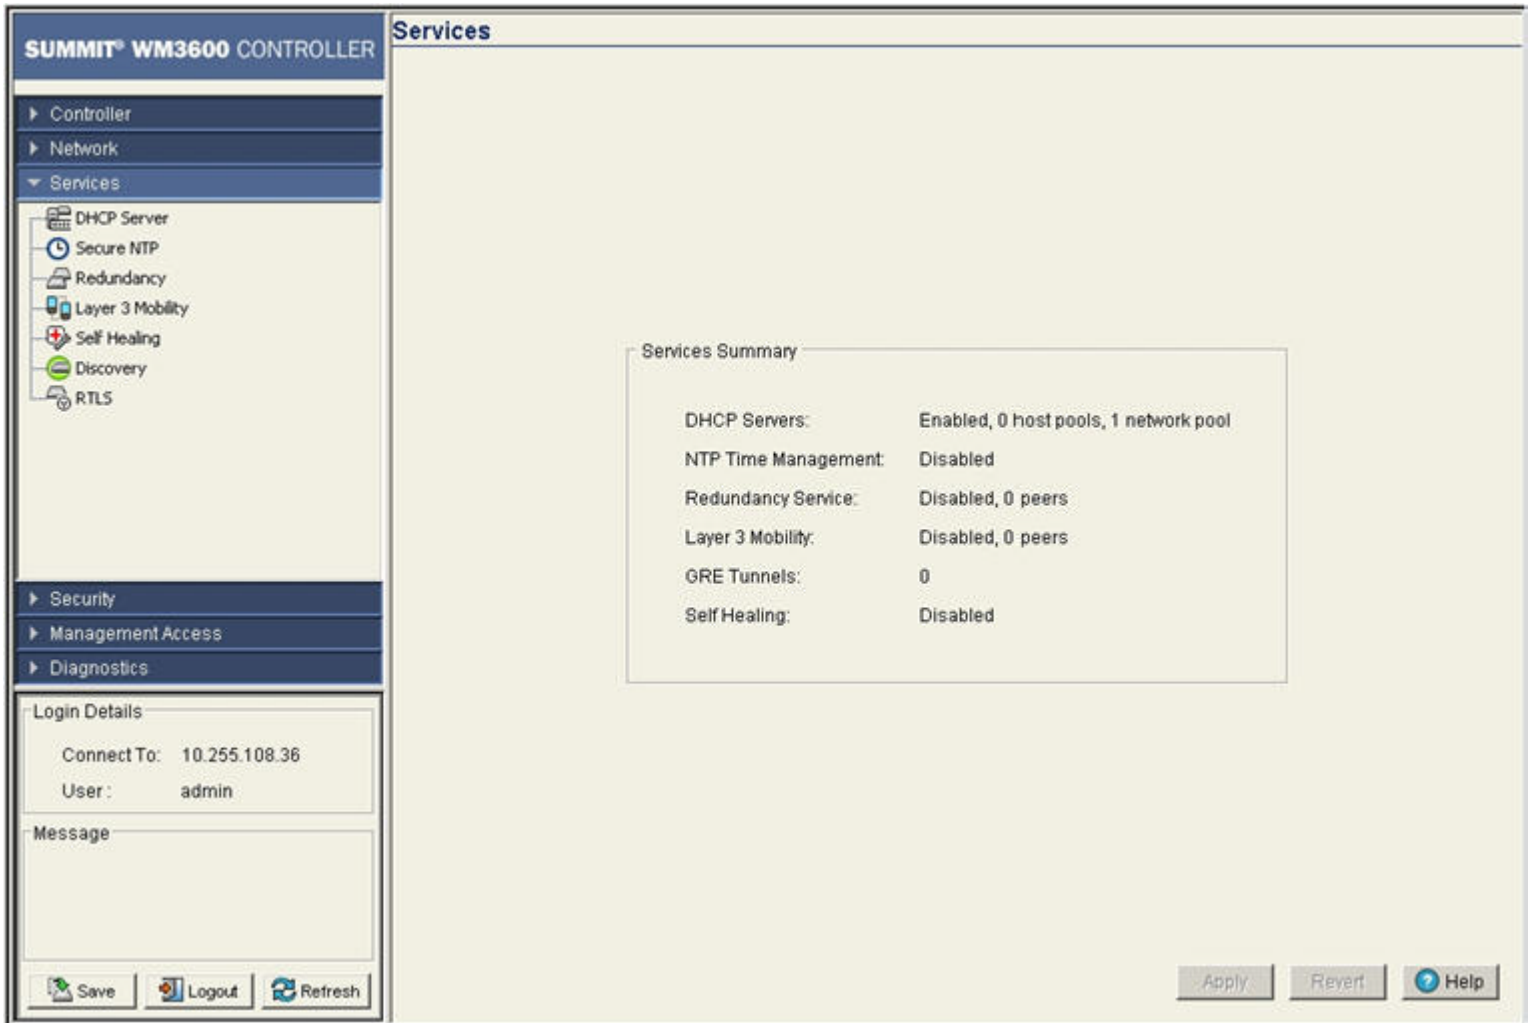 SUMMIT® WM3600 CONTROLLER
Controller
Network
Services
DHCP Server
Secure NTP
Redundancy
Layer 3 Mobility
Self Healing
Discovery
RTLS
Security
Management Access
Diagnostics
Login Details
Connect To: 10.255.108.36
User : admin
Message
Save Logout Refresh
Services
Services Summary
DHCP Servers: Enabled, 0 host pools, 1 network pool
NTP Time Management: Disabled
Redundancy Service: Disabled, 0 peers
Layer 3 Mobility: Disabled, 0 peers
GRE Tunnels: 0
Self Healing: Disabled
Apply Revert Help